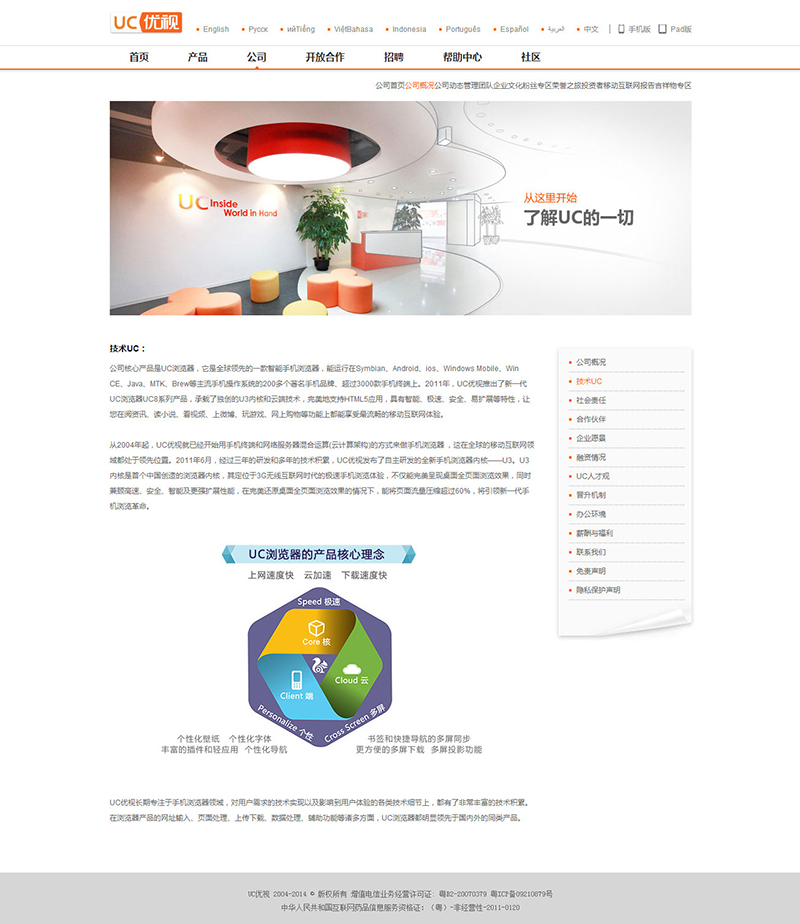 UC优视
English Русск ийTiếng ViệtBahasa Indonesia Português Español العربية 中文 | 手机版 Pad版
首页 产品 公司 开放合作 招聘 帮助中心 社区
公司首页公司概况公司动态管理团队企业文化粉丝专区荣誉之旅投资者移动互联网报告吉祥物专区
UC Inside
World in Hand
从这里开始
了解UC的一切
技术UC：
公司核心产品是UC浏览器，它是全球领先的一款智能手机浏览器，能运行在Symbian、Android、ios、Windows Mobile、Win
CE、Java、MTK、Brew等主流手机操作系统的200多个著名手机品牌、超过3000款手机终端上。2011年，UC优视推出了新一代
UC浏览器UC8系列产品，承载了独创的U3内核和云端技术，完美地支持HTML5应用，具有智能、极速、安全、易扩展等特性，让
您在阅资讯、读小说、看视频、上微博、玩游戏、网上购物等功能上都能享受最流畅的移动互联网体验。
从2004年起，UC优视就已经开始用手机终端和网络服务器混合运算(云计算架构)的方式来做手机浏览器 ，这在全球的移动互联网领
域都处于领先位置。2011年6月，经过三年的研发和多年的技术积累，UC优视发布了自主研发的全新手机浏览器内核——U3。U3
内核是首个中国创造的浏览器内核，其定位于3G无线互联网时代的极速手机浏览体验，不仅能完美呈现桌面全页面浏览效果，同时
兼顾高速、安全、智能及更强扩展性能，在完美还原桌面全页面浏览效果的情况下，能将页面流量压缩超过60%，将引领新一代手
机浏览革命。
公司概况
技术UC
社会责任
合作伙伴
企业愿景
融资情况
UC人才观
晋升机制
办公环境
薪酬与福利
联系我们
免责声明
隐私保护声明
UC浏览器的产品核心理念
上网速度快 云加速 下载速度快
Speed 极速
Core 核
Cloud 云
Client 端
Personalize 个性
Cross Screen 多屏
个性化壁纸 个性化字体
丰富的插件和轻应用 个性化导航
书签和快捷导航的多屏同步
更方便的多屏下载 多屏投影功能
UC优视长期专注于手机浏览器领域，对用户需求的技术实现以及影响到用户体验的各类技术细节上，都有了非常丰富的技术积累。
在浏览器产品的网址输入、页面处理、上传下载、数据处理、辅助功能等诸多方面，UC浏览器都明显领先于国内外的同类产品。
UC优视 2004-2014 © 版权所有 增值电信业务经营许可证: 粤B2-20070379 粤ICP备09210879号
中华人民共和国互联网药品信息服务资格证: （粤）-非经营性-2011-0120